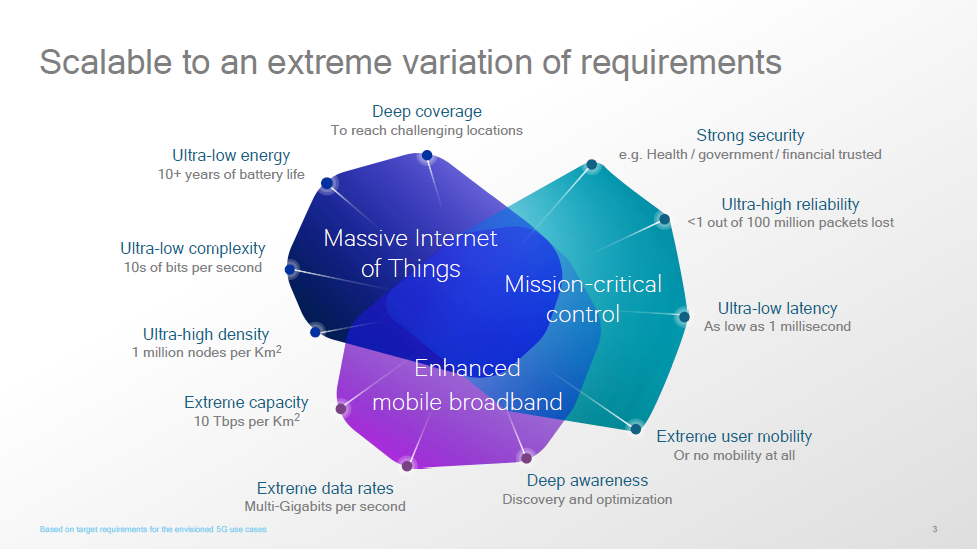 Scalable to an extreme variation of requirements
Deep coverage
To reach challenging locations
Strong security
e.g. Health / government / financial trusted
Ultra-low energy
10+ years of battery life
Ultra-high reliability
<1 out of 100 million packets lost
Massive Internet
of Things
Ultra-low complexity
10s of bits per second
Mission-critical
control
Ultra-low latency
As low as 1 millisecond
Ultra-high density
1 million nodes per Km2
Enhanced
mobile broadband
Extreme capacity
10 Tbps per Km2
Extreme user mobility
Or no mobility at all
Extreme data rates
Multi-Gigabits per second
Deep awareness
Discovery and optimization
Based on target requirements for the envisioned 5G use cases
3